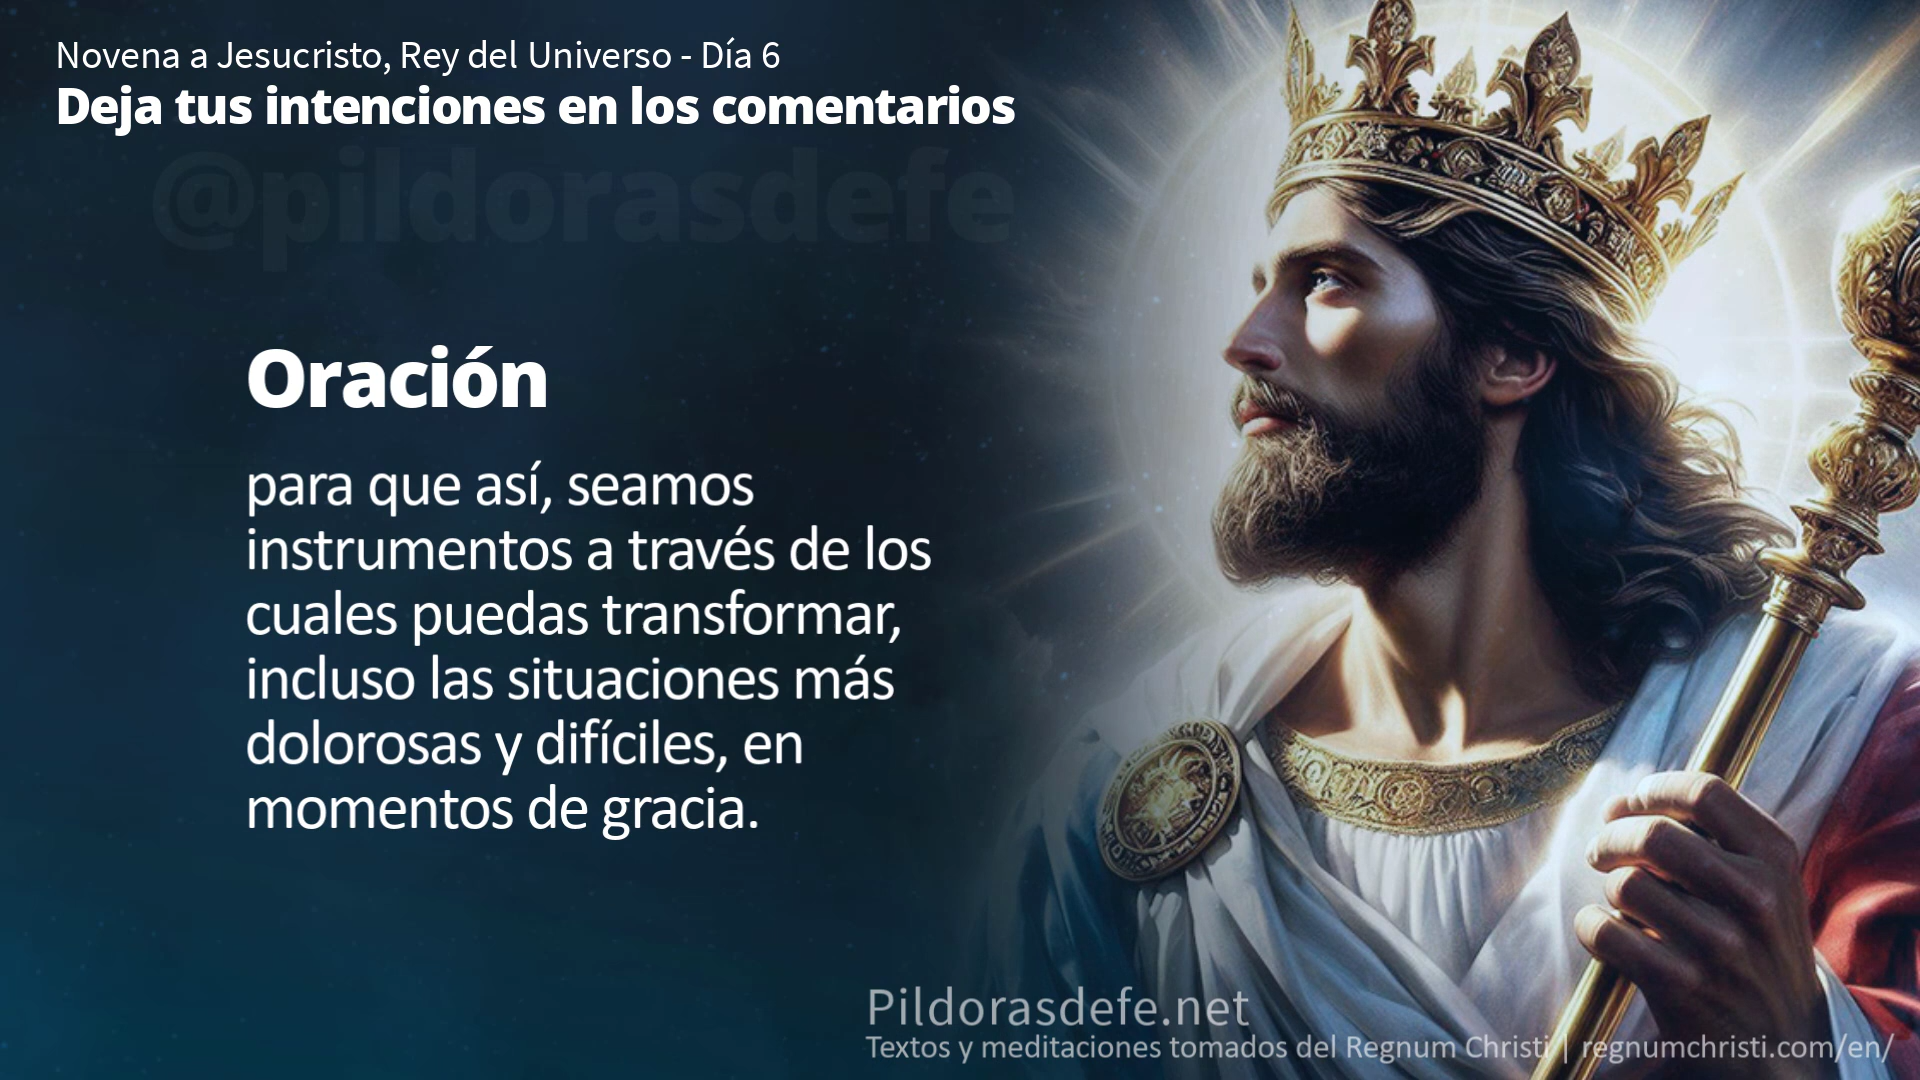 Novena a Jesucristo, Rey del Universo - Día 6
Deja tus intenciones en los comentarios
@pildorasdefe
Oración
para que así, seamos
instrumentos a través de los
cuales puedas transformar,
incluso las situaciones más
dolorosas y difíciles, en
momentos de gracia.
Pildorasdefe.net
Textos y meditaciones tomados del Regnum Christi | regnumchristi.com/en/